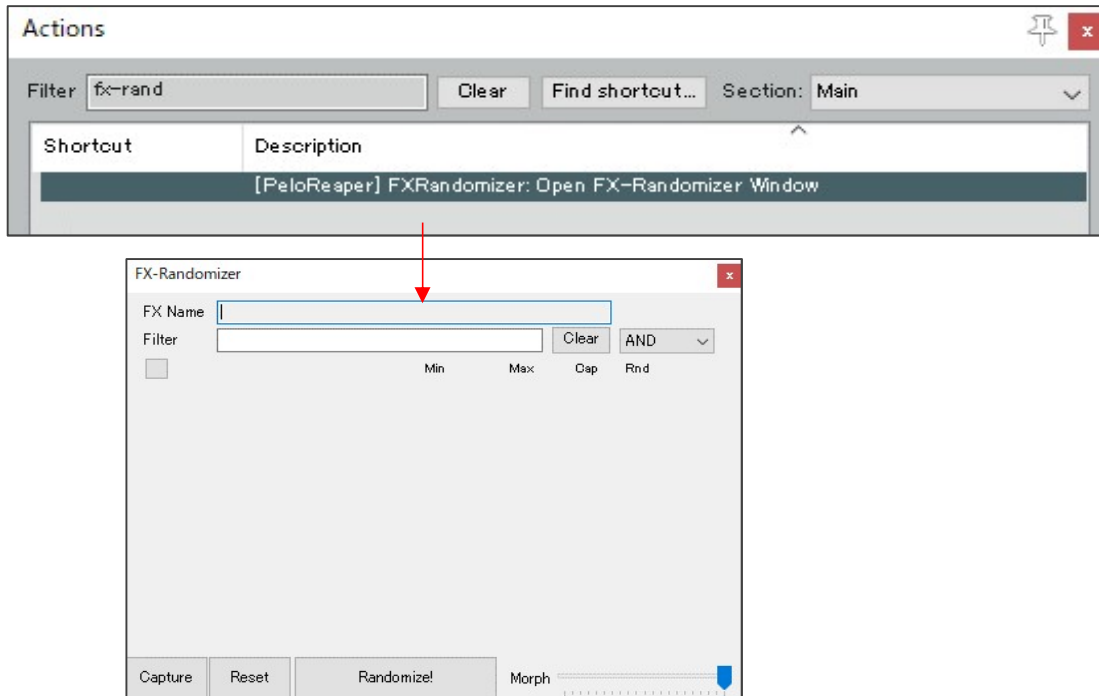 Actions
x
Filter fx-rand Clear Find shortcut... Section: Main
Shortcut Description
[PeloReaper] FXRandomizer: Open FX-Randomizer Window
FX-Randomizer
x
FX Name
Filter Clear AND
Min Max Cap Rnd
Capture Reset Randomize! Morph